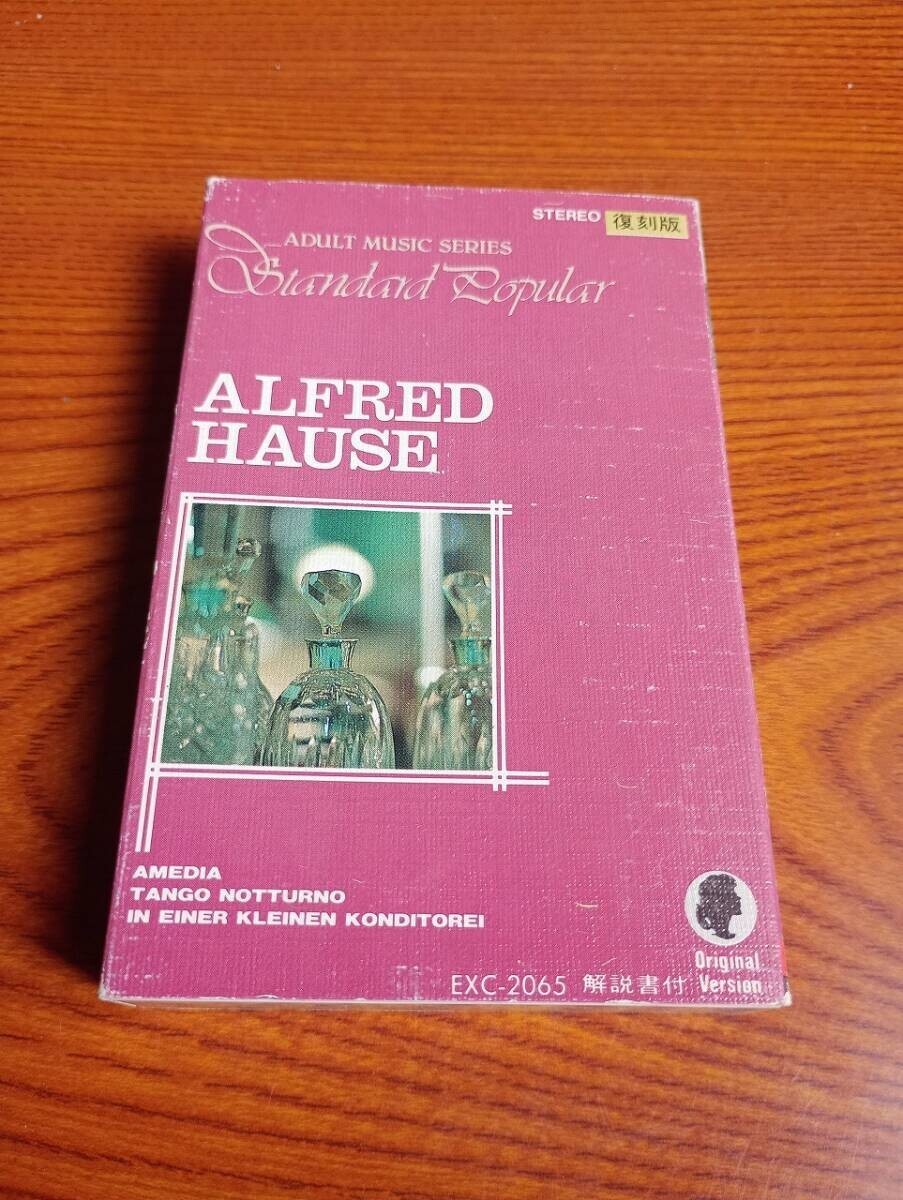 STEREO 復刻版
ADULT MUSIC SERIES
Standard Popular
ALFRED
HAUSE
AMEDIA
TANGO NOTTURNO
IN EINER KLEINEN KONDITOREI
Original
Version
EXC-2065 解説書付